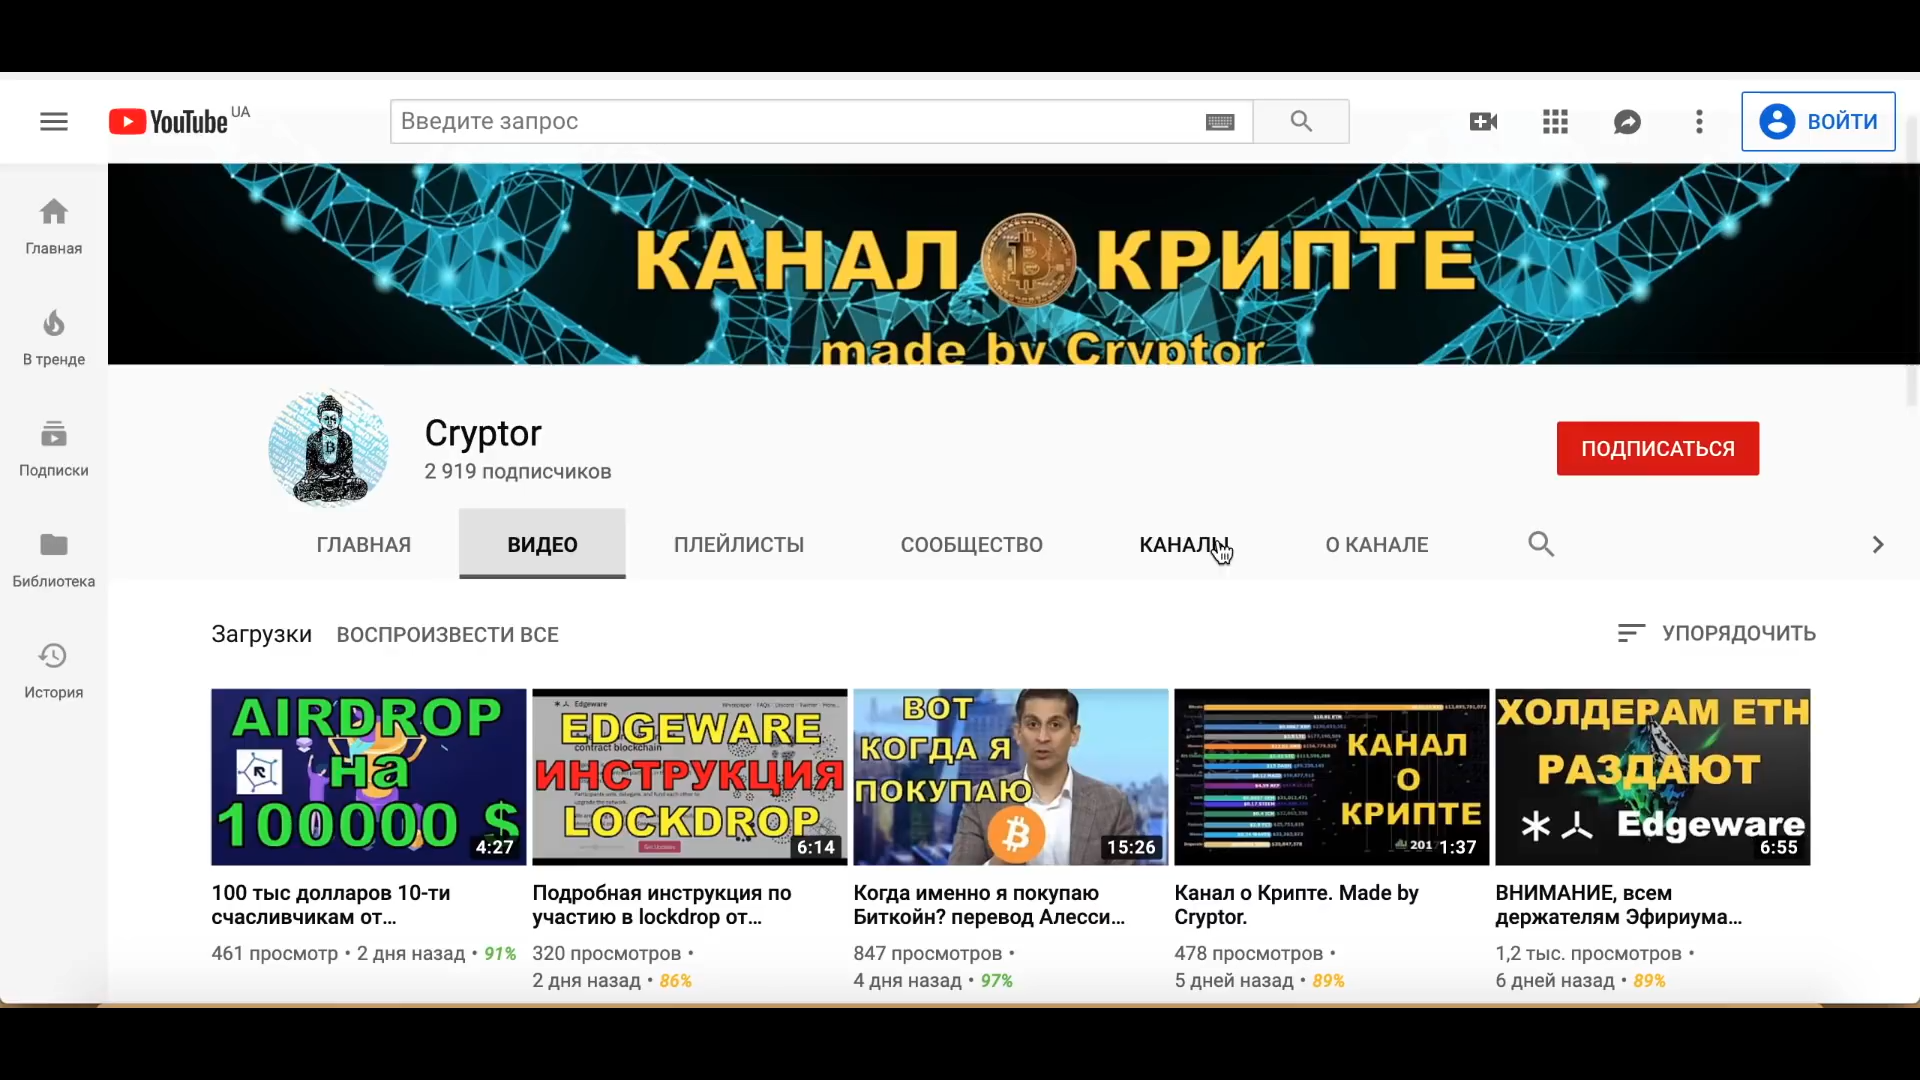 YouTube UA
Введите запрос
ВОЙТИ
Главная
В тренде
Подписки
Библиотека
История
КАНАЛ КРИПТЕ
made by Cryptor
Cryptor
2 919 подписчиков
ПОДПИСАТЬСЯ
ГЛАВНАЯ
ВИДЕО
ПЛЕЙЛИСТЫ
СООБЩЕСТВО
КАНАЛЫ
О КАНАЛЕ
Загрузки
ВОСПРОИЗВЕСТИ ВСЕ
УПОРЯДОЧИТЬ
AIRDROP
на
100000 $
4:27
Edgeware
EDGEWARE
contract blockchain
ИНСТРУКЦИЯ
LOCKDROP
6:14
ВОТ
КОГДА Я
ПОКУПАЮ
15:26
КАНАЛ
О
КРИПТЕ
201
1:37
ХОЛДЕРАМ ETH
РАЗДАЮТ
Edgeware
6:55
100 тыс долларов 10-ти
счасливчикам от...
461 просмотр • 2 дня назад • 91%
Подробная инструкция по
участию в lockdrop от...
320 просмотров •
2 дня назад • 86%
Когда именно я покупаю
Биткойн? перевод Алесси...
847 просмотров •
4 дня назад • 97%
Канал о Крипте. Made by
Cryptor.
478 просмотров •
5 дней назад • 89%
ВНИМАНИЕ, всем
держателям Эфириума...
1,2 тыс. просмотров •
6 дней назад • 89%